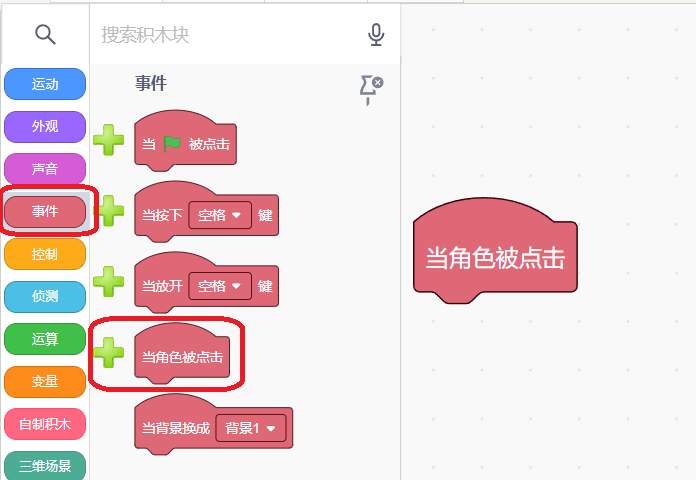 搜索积木块
运动
外观
声音
事件
控制
侦测
运算
变量
自制积木
三维场景
事件
当 被点击
当按下 空格 键
当放开 空格 键
当角色被点击
当背景换成 背景1
当角色被点击